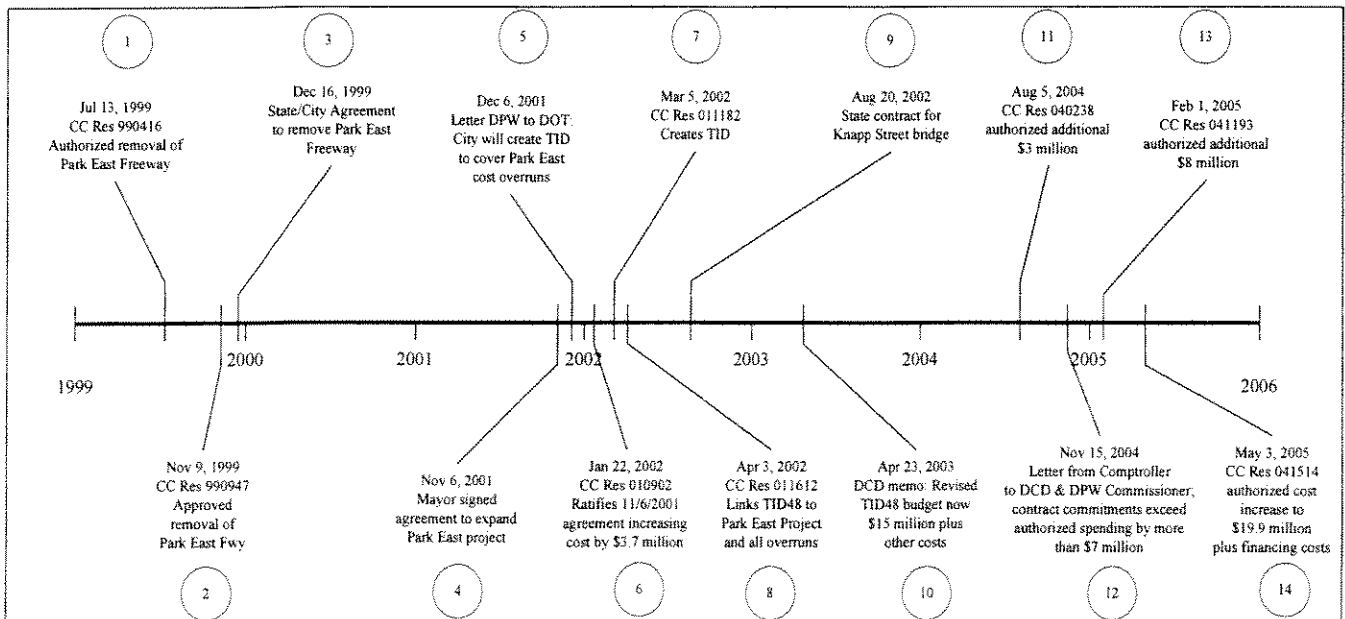 1
3
5
7
9
11
13
Jul 13, 1999
CC Res 990416
Authorized removal of
Park East Freeway
Dec 16, 1999
State/City Agreement
to remove Park East
Freeway
Dec 6, 2001
Letter DPW to DOT:
City will create TID
to cover Park East
cost overruns
Mar 5, 2002
CC Res 011182
Creates TID
Aug 20, 2002
State contract for
Knapp Street bridge
Aug 5, 2004
CC Res 040238
authorized additional
$3 million
Feb 1, 2005
CC Res 041193
authorized additional
$8 million
1999
2000
2001
2002
2003
2004
2005
2006
Nov 9, 1999
CC Res 990947
Approved
removal of
Park East Fwy
Nov 6, 2001
Mayor signed
agreement to expand
Park East project
Jan 22, 2002
CC Res 010902
Ratifies 11/6/2001
agreement increasing
cost by $3.7 million
Apr 3, 2002
CC Res 011612
Links TID48 to
Park East Project
and all overruns
Apr 23, 2003
DCD memo: Revised
TID48 budget now
$15 million plus
other costs
Nov 15, 2004
Letter from Comptroller
to DCD & DPW Commissioner;
contract commitments exceed
authorized spending by more
than $7 million
May 3, 2005
CC Res 041514
authorized cost
increase to
$19.9 million
plus financing costs
2
4
6
8
10
12
14